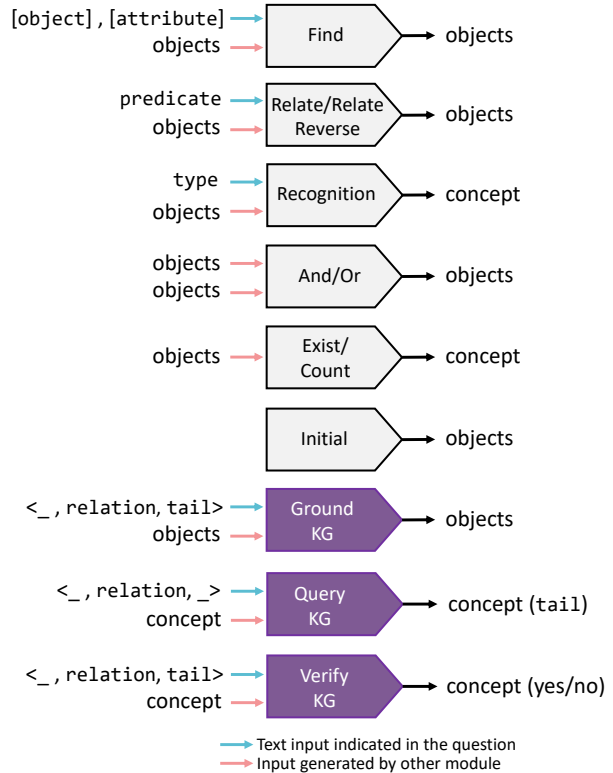 [object] , [attribute]
objects
Find
objects
predicate
objects
Relate/Relate
Reverse
objects
type
objects
Recognition
concept
objects
objects
And/Or
objects
objects
Exist/
Count
concept
Initial
objects
<_ , relation, tail>
objects
Ground
KG
objects
<_ , relation, _>
concept
Query
KG
concept (tail)
<_ , relation, tail>
concept
Verify
KG
concept (yes/no)
Text input indicated in the question
Input generated by other module